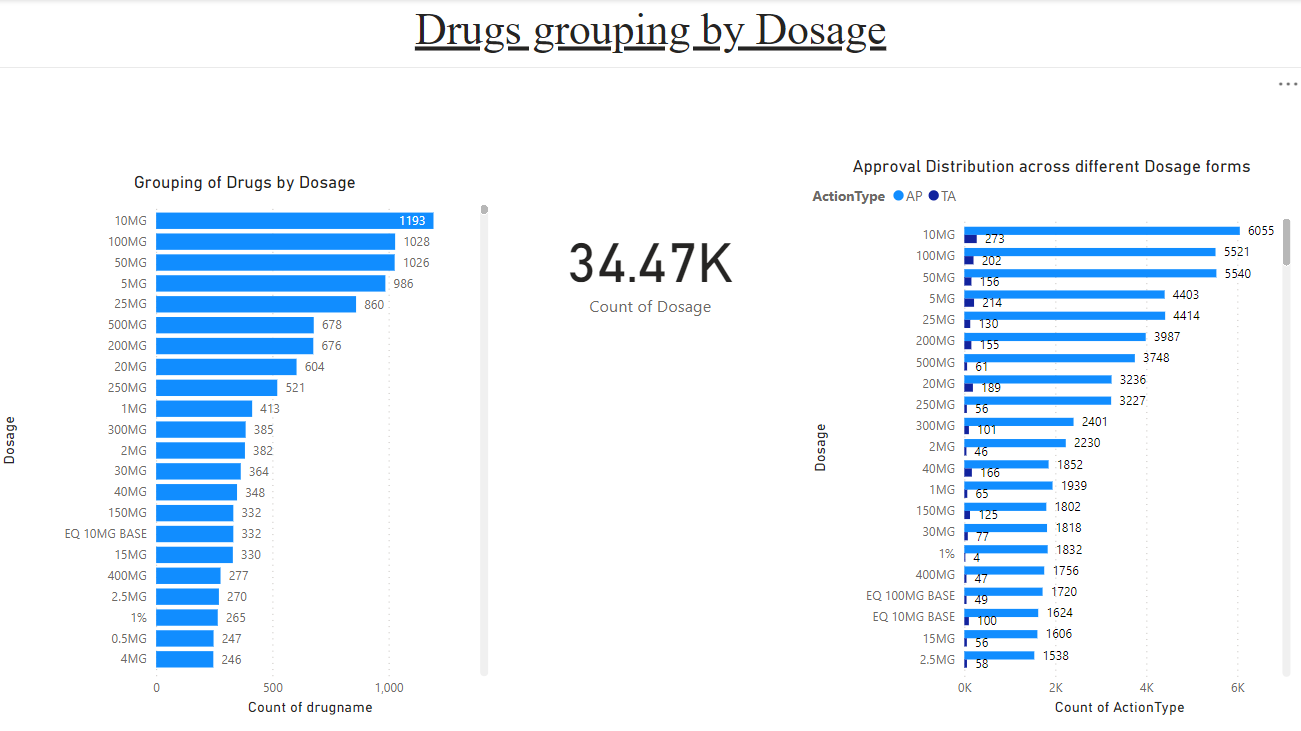 Drugs grouping by Dosage
Grouping of Drugs by Dosage
Dosage
10MG 1193
100MG 1028
50MG 1026
5MG 986
25MG 860
500MG 678
200MG 676
20MG 604
250MG 521
1MG 413
300MG 385
2MG 382
30MG 364
40MG 348
150MG 332
EQ 10MG BASE 332
15MG 330
400MG 277
2.5MG 270
1% 265
0.5MG 247
4MG 246
0 500 1,000
Count of drugname
34.47K
Count of Dosage
Approval Distribution across different Dosage forms
ActionType AP TA
Dosage
10MG 6055 273
100MG 5521 202
50MG 5540 156
5MG 4403 214
25MG 4414 130
200MG 3987 155
500MG 3748 61
20MG 3236 189
250MG 3227 56
300MG 2401 101
2MG 2230 46
40MG 1852 166
1MG 1939 65
150MG 1802 125
30MG 1818 77
1% 1832 4
400MG 1756 47
EQ 100MG BASE 1720 49
EQ 10MG BASE 1624 100
15MG 1606 56
2.5MG 1538 58
0K 2K 4K 6K
Count of ActionType